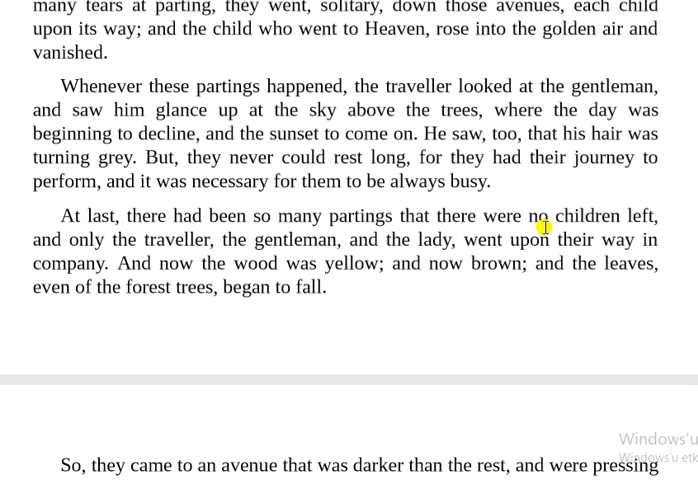 many tears at parting, they went, solitary, down those avenues, each child
upon its way; and the child who went to Heaven, rose into the golden air and
vanished.
Whenever these partings happened, the traveller looked at the gentleman,
and saw him glance up at the sky above the trees, where the day was
beginning to decline, and the sunset to come on. He saw, too, that his hair was
turning grey. But, they never could rest long, for they had their journey to
perform, and it was necessary for them to be always busy.
At last, there had been so many partings that there were no children left,
and only the traveller, the gentleman, and the lady, went upon their way in
company. And now the wood was yellow; and now brown; and the leaves,
even of the forest trees, began to fall.
Windows'u
Windows'u etk
So, they came to an avenue that was darker than the rest, and were pressing